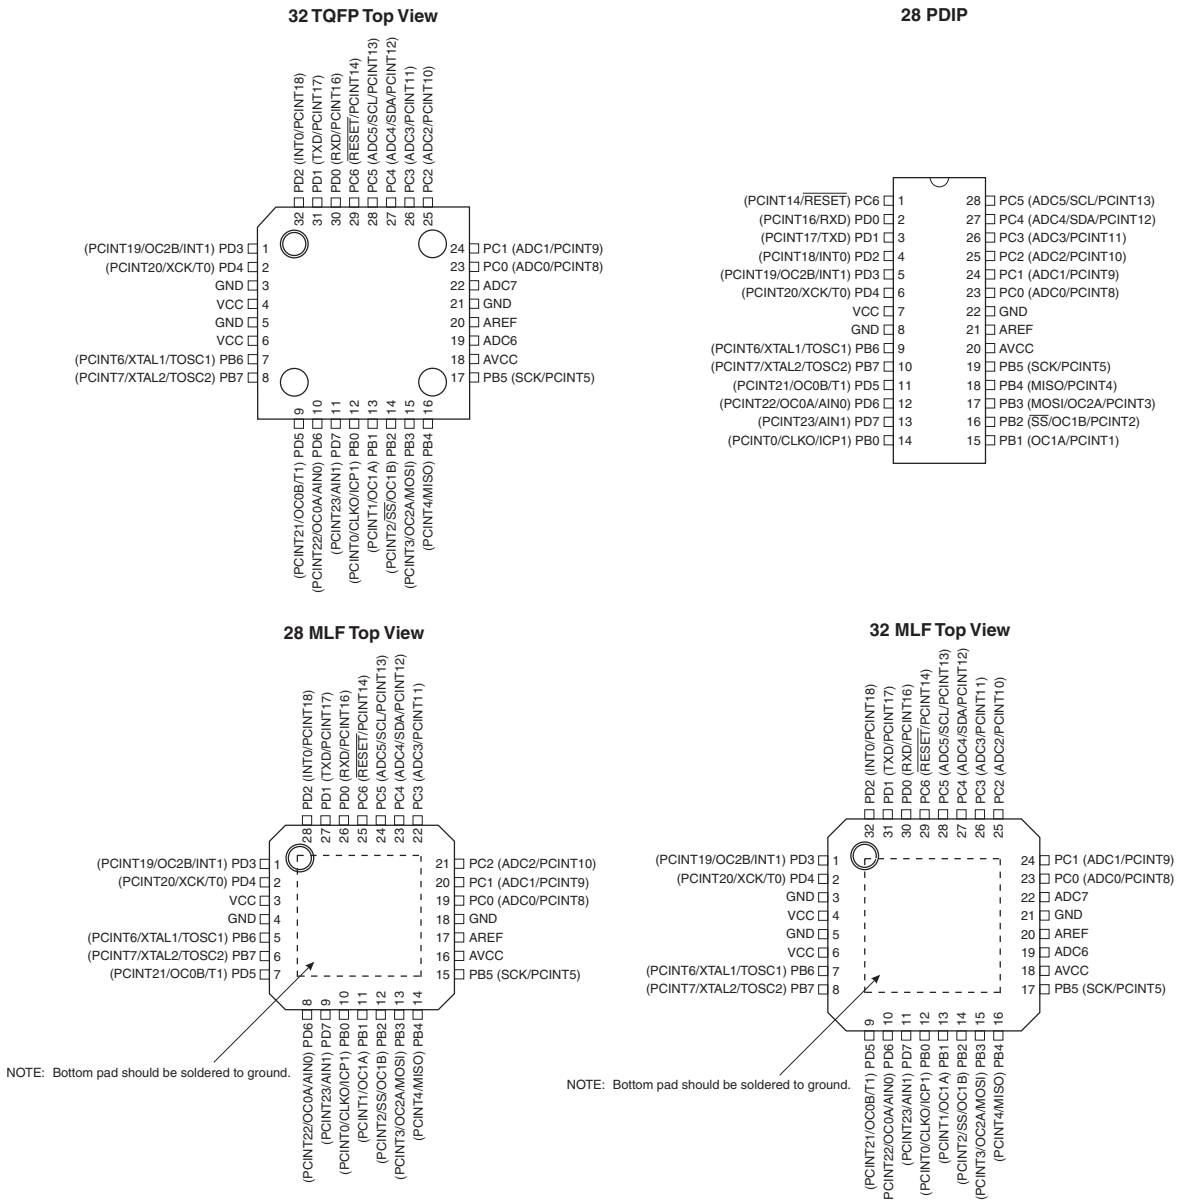 32 TQFP Top View
PD2 (INT0/PCINT18)
PD1 (TXD/PCINT17)
PD0 (RXD/PCINT16)
PC6 (RESET/PCINT14)
PC5 (ADC5/SCL/PCINT13)
PC4 (ADC4/SDA/PCINT12)
PC3 (ADC3/PCINT11)
PC2 (ADC2/PCINT10)
32 31 30 29 28 27 26 25
(PCINT19/OC2B/INT1) PD3 1
(PCINT20/XCK/T0) PD4 2
GND 3
VCC 4
GND 5
VCC 6
(PCINT6/XTAL1/TOSC1) PB6 7
(PCINT7/XTAL2/TOSC2) PB7 8
24 PC1 (ADC1/PCINT9)
23 PC0 (ADC0/PCINT8)
22 ADC7
21 GND
20 AREF
19 ADC6
18 AVCC
17 PB5 (SCK/PCINT5)
9 10 11 12 13 14 15 16
(PCINT21/OC0B/T1) PD5
(PCINT22/OC0A/AIN0) PD6
(PCINT23/AIN1) PD7
(PCINT0/CLKO/ICP1) PB0
(PCINT1/OC1A) PB1
(PCINT2/SS/OC1B) PB2
(PCINT3/OC2A/MOSI) PB3
(PCINT4/MISO) PB4
28 PDIP
(PCINT14/RESET) PC6 1
(PCINT16/RXD) PD0 2
(PCINT17/TXD) PD1 3
(PCINT18/INT0) PD2 4
(PCINT19/OC2B/INT1) PD3 5
(PCINT20/XCK/T0) PD4 6
VCC 7
GND 8
(PCINT6/XTAL1/TOSC1) PB6 9
(PCINT7/XTAL2/TOSC2) PB7 10
(PCINT21/OC0B/T1) PD5 11
(PCINT22/OC0A/AIN0) PD6 12
(PCINT23/AIN1) PD7 13
(PCINT0/CLKO/ICP1) PB0 14
28 PC5 (ADC5/SCL/PCINT13)
27 PC4 (ADC4/SDA/PCINT12)
26 PC3 (ADC3/PCINT11)
25 PC2 (ADC2/PCINT10)
24 PC1 (ADC1/PCINT9)
23 PC0 (ADC0/PCINT8)
22 GND
21 AREF
20 AVCC
19 PB5 (SCK/PCINT5)
18 PB4 (MISO/PCINT4)
17 PB3 (MOSI/OC2A/PCINT3)
16 PB2 (SS/OC1B/PCINT2)
15 PB1 (OC1A/PCINT1)
28 MLF Top View
PD2 (INT0/PCINT18)
PD1 (TXD/PCINT17)
PD0 (RXD/PCINT16)
PC6 (RESET/PCINT14)
PC5 (ADC5/SCL/PCINT13)
PC4 (ADC4/SDA/PCINT12)
PC3 (ADC3/PCINT11)
28 27 26 25 24 23 22
(PCINT19/OC2B/INT1) PD3 1
(PCINT20/XCK/T0) PD4 2
VCC 3
GND 4
(PCINT6/XTAL1/TOSC1) PB6 5
(PCINT7/XTAL2/TOSC2) PB7 6
(PCINT21/OC0B/T1) PD5 7
21 PC2 (ADC2/PCINT10)
20 PC1 (ADC1/PCINT9)
19 PC0 (ADC0/PCINT8)
18 GND
17 AREF
16 AVCC
15 PB5 (SCK/PCINT5)
8 9 10 11 12 13 14
(PCINT22/OC0A/AIN0) PD6
(PCINT23/AIN1) PD7
(PCINT0/CLKO/ICP1) PB0
(PCINT1/OC1A) PB1
(PCINT2/SS/OC1B) PB2
(PCINT3/OC2A/MOSI) PB3
(PCINT4/MISO) PB4
NOTE: Bottom pad should be soldered to ground.
32 MLF Top View
PD2 (INT0/PCINT18)
PD1 (TXD/PCINT17)
PD0 (RXD/PCINT16)
PC6 (RESET/PCINT14)
PC5 (ADC5/SCL/PCINT13)
PC4 (ADC4/SDA/PCINT12)
PC3 (ADC3/PCINT11)
PC2 (ADC2/PCINT10)
32 31 30 29 28 27 26 25
(PCINT19/OC2B/INT1) PD3 1
(PCINT20/XCK/T0) PD4 2
GND 3
VCC 4
GND 5
VCC 6
(PCINT6/XTAL1/TOSC1) PB6 7
(PCINT7/XTAL2/TOSC2) PB7 8
24 PC1 (ADC1/PCINT9)
23 PC0 (ADC0/PCINT8)
22 ADC7
21 GND
20 AREF
19 ADC6
18 AVCC
17 PB5 (SCK/PCINT5)
9 10 11 12 13 14 15 16
(PCINT21/OC0B/T1) PD5
PCINT22/OC0A/AIN0) PD6
(PCINT23/AIN1) PD7
(PCINT0/CLKO/ICP1) PB0
(PCINT1/OC1A) PB1
(PCINT2/SS/OC1B) PB2
(PCINT3/OC2A/MOSI) PB3
(PCINT4/MISO) PB4
NOTE: Bottom pad should be soldered to ground.